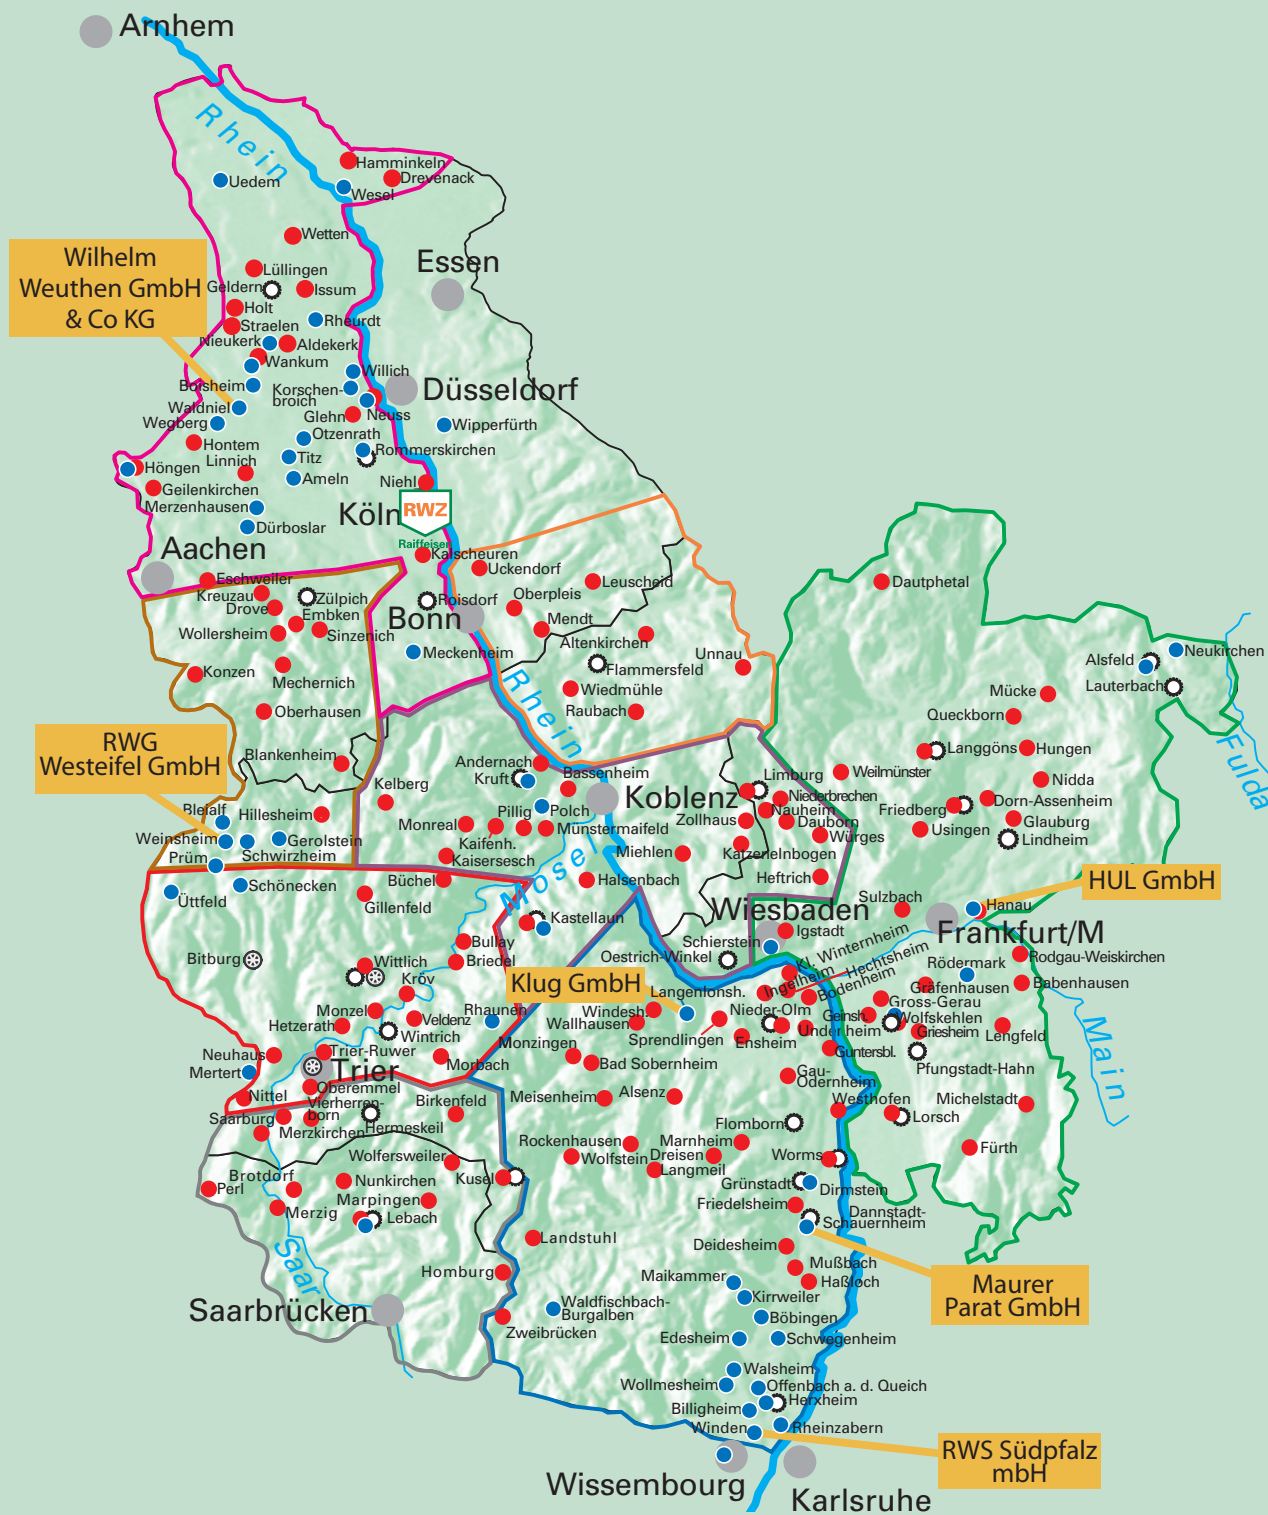 Arnhem
Rhein
Hamminkeln
Drevenack
Uedem
Wesel
Wetten
Wilhelm
Weuthen GmbH
& Co KG
Essen
Lüllingen
Geldern
Issum
Holt
Straelen
Rheurdt
Nieukerk
Aldekerk
Wankum
Willich
Boisheim
Korschen-
broich
Düsseldorf
Waldniel
Wegberg
Glehn
Neuss
Wipperfürth
Otzenrath
Hontem
Rommerskirchen
Linnich
Titz
Höngen
Ameln
Niehl
Geilenkirchen
Merzenhausen
Köln
RWZ
Raiffeisen
Dürboslar
Aachen
Kalscheuren
Uckendorf
Leuscheid
Dautphetal
Eschweiler
Kreuzau
Drove
Zülpich
Embken
Roisdorf
Oberpleis
Bonn
Mendt
Wollersheim
Sinzenich
Altenkirchen
Meckenheim
Flammersfeld
Unnau
Konzen
Mechernich
Rhein
Wiedmühle
Raubach
Oberhausen
Alsfeld
Neukirchen
Lauterbach
Mücke
Queckborn
Fulda
RWG
Westeifel GmbH
Blankenheim
Andernach
Kruft
Bassenheim
Langgöns
Hungen
Kelberg
Koblenz
Limburg
Weilmünster
Nidda
Niederbrechen
Bleialf
Hillesheim
Pillig
Polch
Nauheim
Friedberg
Dorn-Assenheim
Monreal
Münstermaifeld
Zollhaus
Dauborn
Glauburg
Weinsheim
Gerolstein
Kaifenh.
Würges
Usingen
Lindheim
Schwirzheim
Kaisersesch
Miehlen
Katzenelnbogen
Prüm
Mosel
Heftrich
HUL GmbH
Schönecken
Büchel
Halsenbach
Üttfeld
Gillenfeld
Sulzbach
Hanau
Kastellaun
Wiesbaden
Frankfurt/M
Igstadt
Bullay
Schierstein
Bitburg
Briedel
Oestrich-Winkel
Kl. Winternheim
Rodgau-Weiskirchen
Wittlich
Hechtsheim
Rödermark
Kröv
Klug GmbH
Langenlonsh.
Ingelheim
Bodenheim
Gräfenhausen
Babenhausen
Monzel
Rhaunen
Windesh.
Nieder-Olm
Geinsh.
Gross-Gerau
Hetzerath
Veldenz
Wallhausen
Undenheim
Wolfskehlen
Main
Wintrich
Sprendlingen
Ensheim
Griesheim
Lengfeld
Neuhaus
Trier-Ruwer
Monzingen
Guntersbl.
Mertert
Trier
Morbach
Bad Sobernheim
Pfungstadt-Hahn
Gau-
Odernheim
Nittel
Oberemmel
Meisenheim
Alsenz
Westhofen
Michelstadt
Vierherren-
born
Birkenfeld
Saarburg
Lorsch
Merzkirchen
Hermeskeil
Flomborn
Rockenhausen
Marnheim
Fürth
Wolfersweiler
Wolfstein
Dreisen
Worms
Langmeil
Brotdorf
Nunkirchen
Kusel
Grünstadt
Dirmstein
Perl
Marpingen
Friedelsheim
Merzig
Lebach
Dannstadt-
Schauernheim
Landstuhl
Deidesheim
Saar
Homburg
Mußbach
Maikammer
Haßloch
Maurer
Parat GmbH
Kirrweiler
Saarbrücken
Waldfischbach-
Burgalben
Böbingen
Zweibrücken
Edesheim
Schwegenheim
Walsheim
Wollmesheim
Offenbach a. d. Queich
Herxheim
Billigheim
Winden
Rheinzabern
RWS Südpfalz
mbH
Wissembourg
Karlsruhe